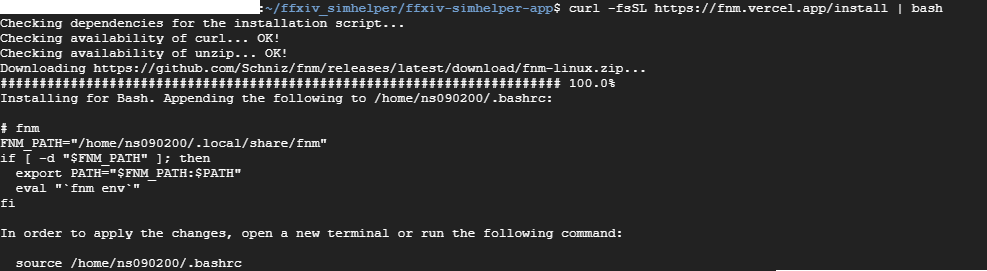 :~/ffxiv_simhelper/ffxiv-simhelper-app$ curl -fsSL https://fnm.vercel.app/install | bash
Checking dependencies for the installation script...
Checking availability of curl... OK!
Checking availability of unzip... OK!
Downloading https://github.com/Schniz/fnm/releases/latest/download/fnm-linux.zip...
######################################################################## 100.0%
Installing for Bash. Appending the following to /home/ns090200/.bashrc:

# fnm
FNM_PATH="/home/ns090200/.local/share/fnm"
if [ -d "$FNM_PATH" ]; then
  export PATH="$FNM_PATH:$PATH"
  eval "`fnm env`"
fi

In order to apply the changes, open a new terminal or run the following command:

  source /home/ns090200/.bashrc